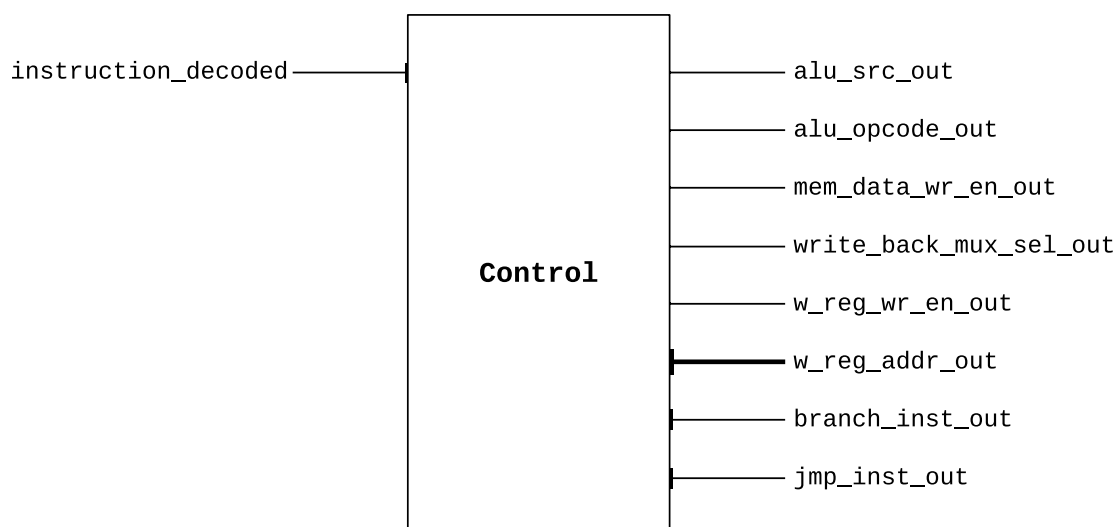 instruction_decoded
alu_src_out
alu_opcode_out
mem_data_wr_en_out
write_back_mux_sel_out
Control
w_reg_wr_en_out
w_reg_addr_out
branch_inst_out
jmp_inst_out